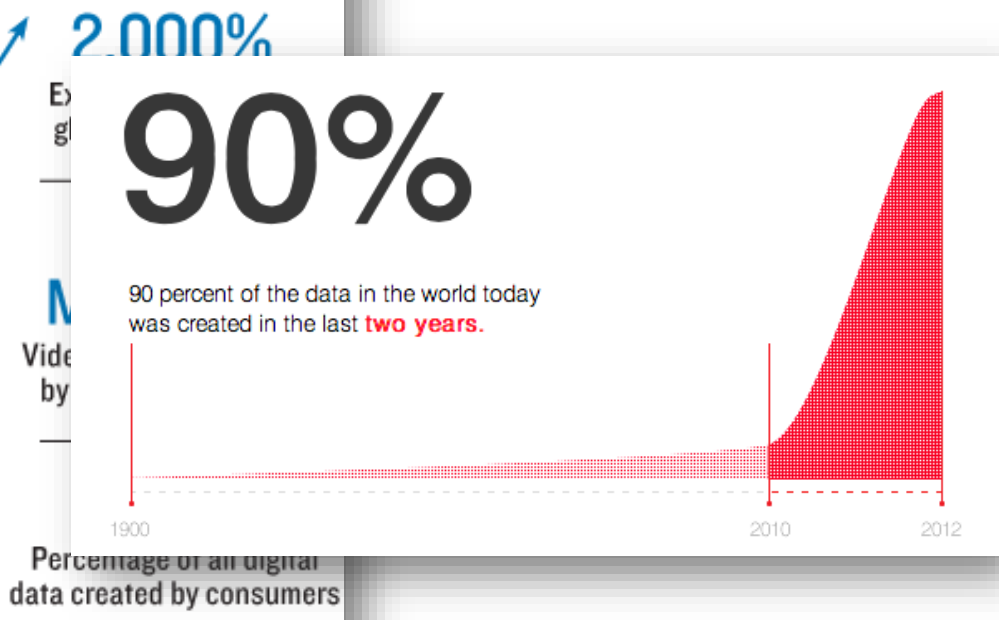 2,000%
90%
90 percent of the data in the world today
was created in the last two years.
by
1900
2010
2012
Percentage of all digital
data created by consumers